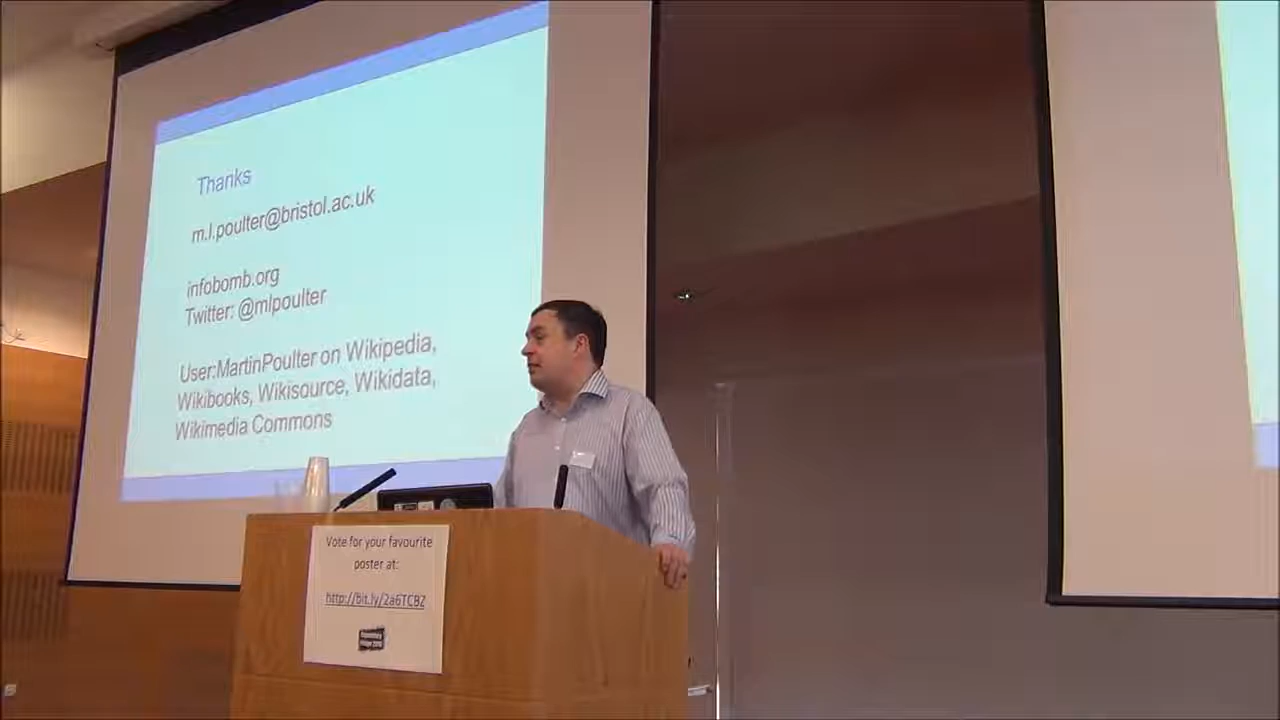 Thanks
m.l.poulter@bristol.ac.uk
infobomb.org
Twitter: @mlpoulter
User:MartinPoulter on Wikipedia,
Wikibooks, Wikisource, Wikidata,
Wikimedia Commons
Vote for your favourite
poster at:
http://bit.ly/2a6TCBZ